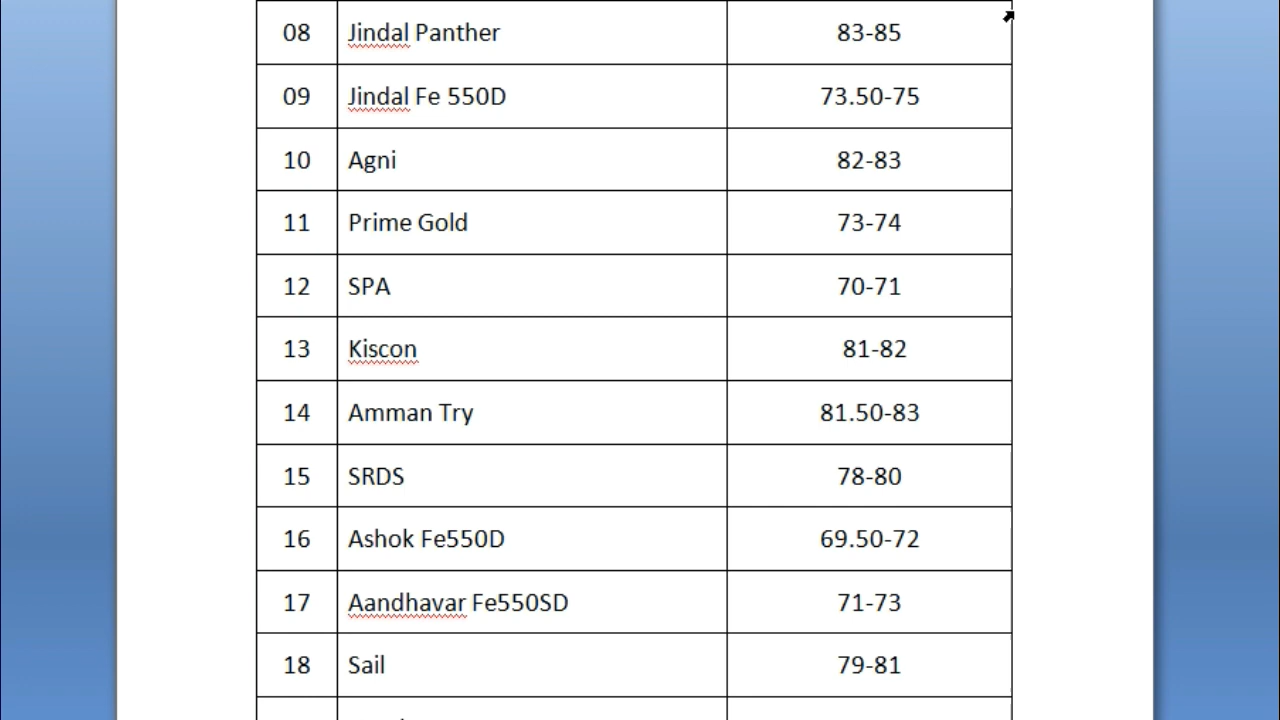 08 Jindal Panther 83-85
09 Jindal Fe 550D 73.50-75
10 Agni 82-83
11 Prime Gold 73-74
12 SPA 70-71
13 Kiscon 81-82
14 Amman Try 81.50-83
15 SRDS 78-80
16 Ashok Fe550D 69.50-72
17 Aandhavar Fe550SD 71-73
18 Sail 79-81